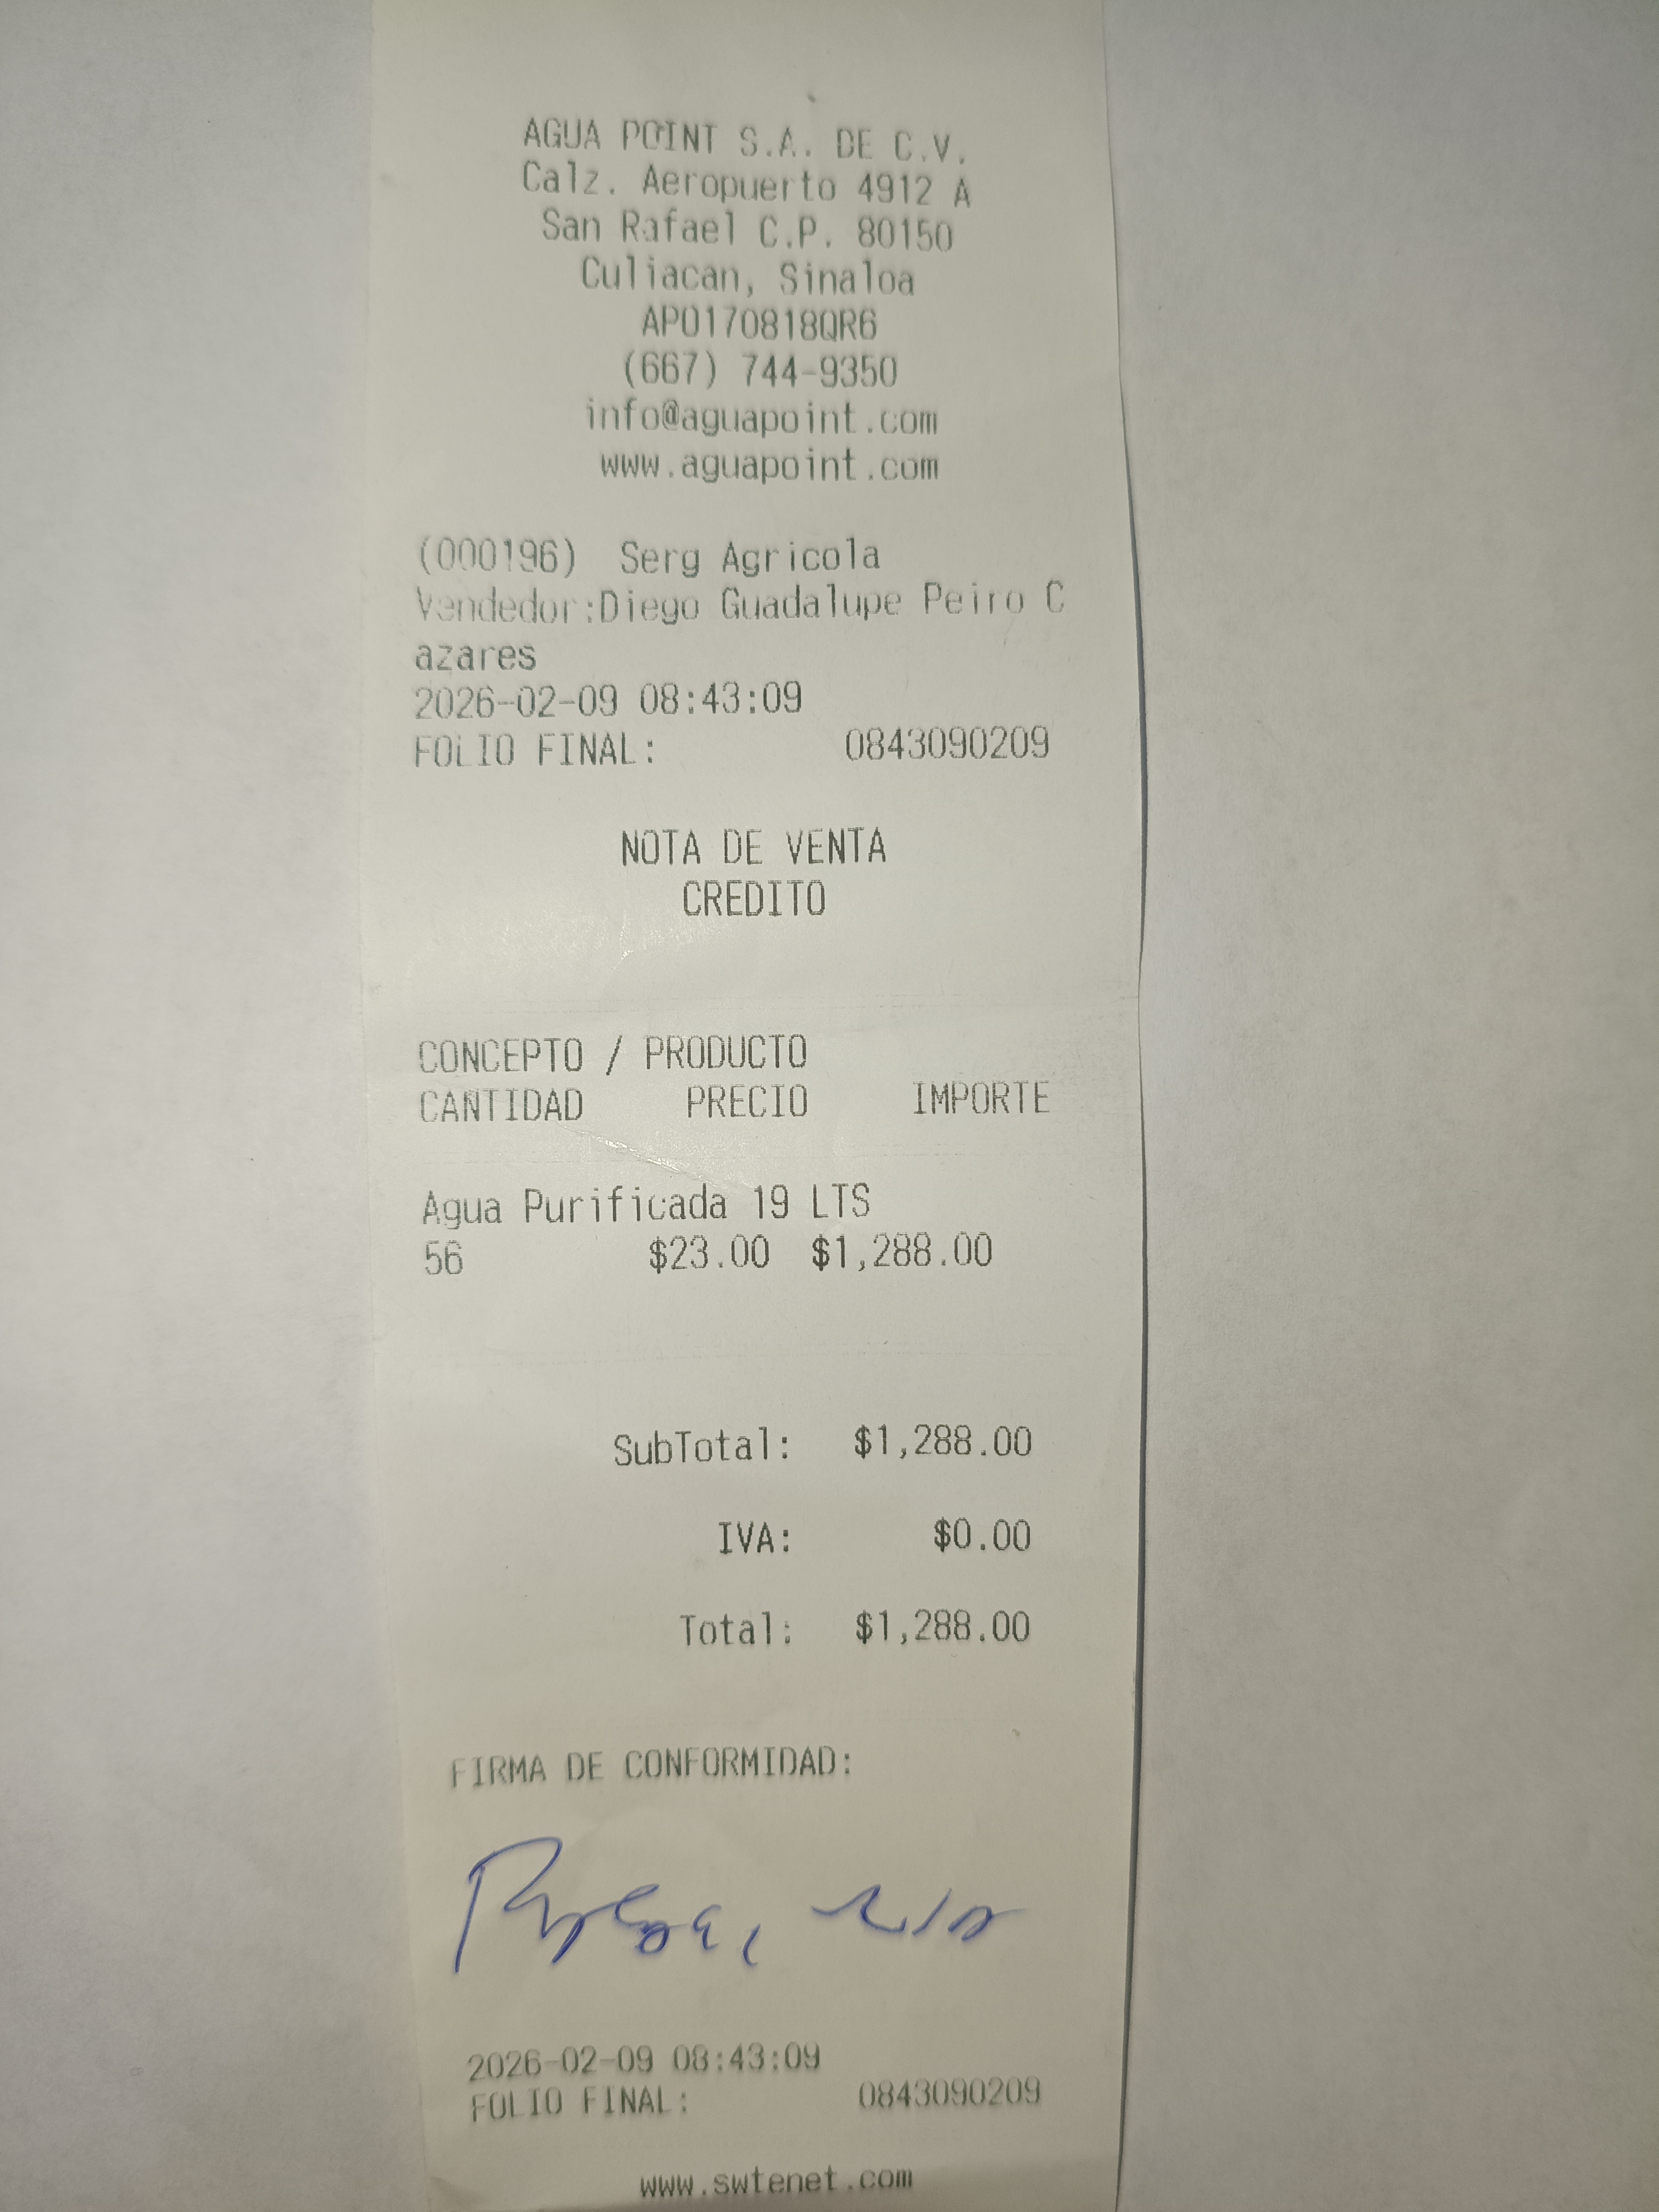 AGUA POINT S.A. DE C.V.
Calz. Aeropuerto 4912 A
San Rafael C.P. 80150
Culiacan, Sinaloa
APO170818QR6
(667) 744-9350
info@aguapoint.com
www.aguapoint.com
(000196) Serg Agricola
Vendedor:Diego Guadalupe Peiro C
azares
2026-02-09 08:43:09
FOLIO FINAL: 0843090209
NOTA DE VENTA
CREDITO
CONCEPTO / PRODUCTO
CANTIDAD PRECIO IMPORTE
Agua Purificada 19 LTS
56 $23.00 $1,288.00
SubTotal: $1,288.00
IVA: $0.00
Total: $1,288.00
FIRMA DE CONFORMIDAD:
2026-02-09 08:43:09
FOLIO FINAL: 0843090209
www.swtenet.com